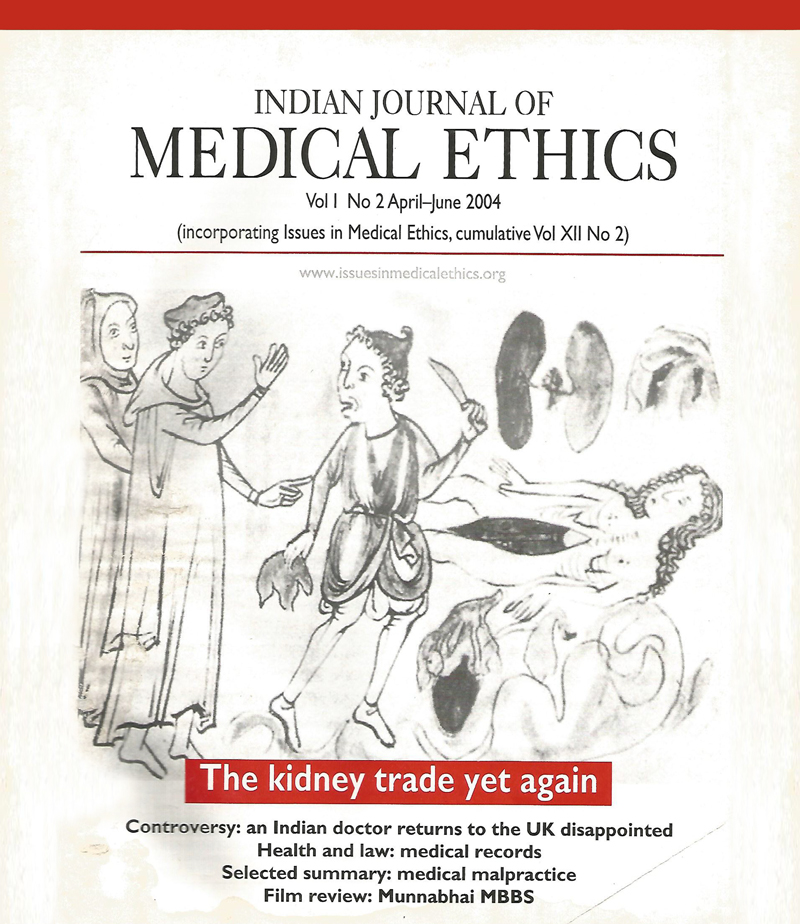 INDIAN JOURNAL OF
MEDICAL ETHICS
Vol I No 2 April–June 2004
(incorporating Issues in Medical Ethics, cumulative Vol XII No 2)
www.issuesinmedicalethics.org
The kidney trade yet again
Controversy: an Indian doctor returns to the UK disappointed
Health and law: medical records
Selected summary: medical malpractice
Film review: Munnabhai MBBS